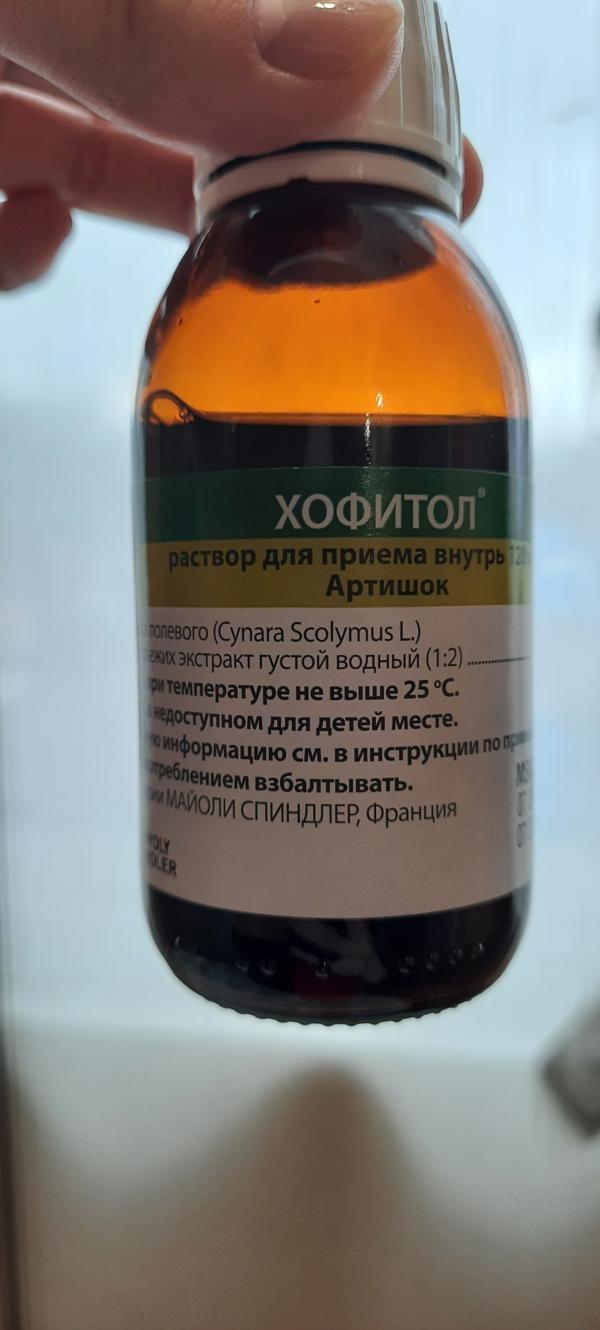 ХОФИТОЛ®
раствор для приема внутрь 120
Артишок
полевого (Cynara Scolymus L.)
экстракт густой водный (1:2)
температуре не выше 25 °C.
недоступном для детей месте.
информацию см. в инструкции по
взбалтывать.
МАЙОЛИ СПИНДЛЕР, Франция